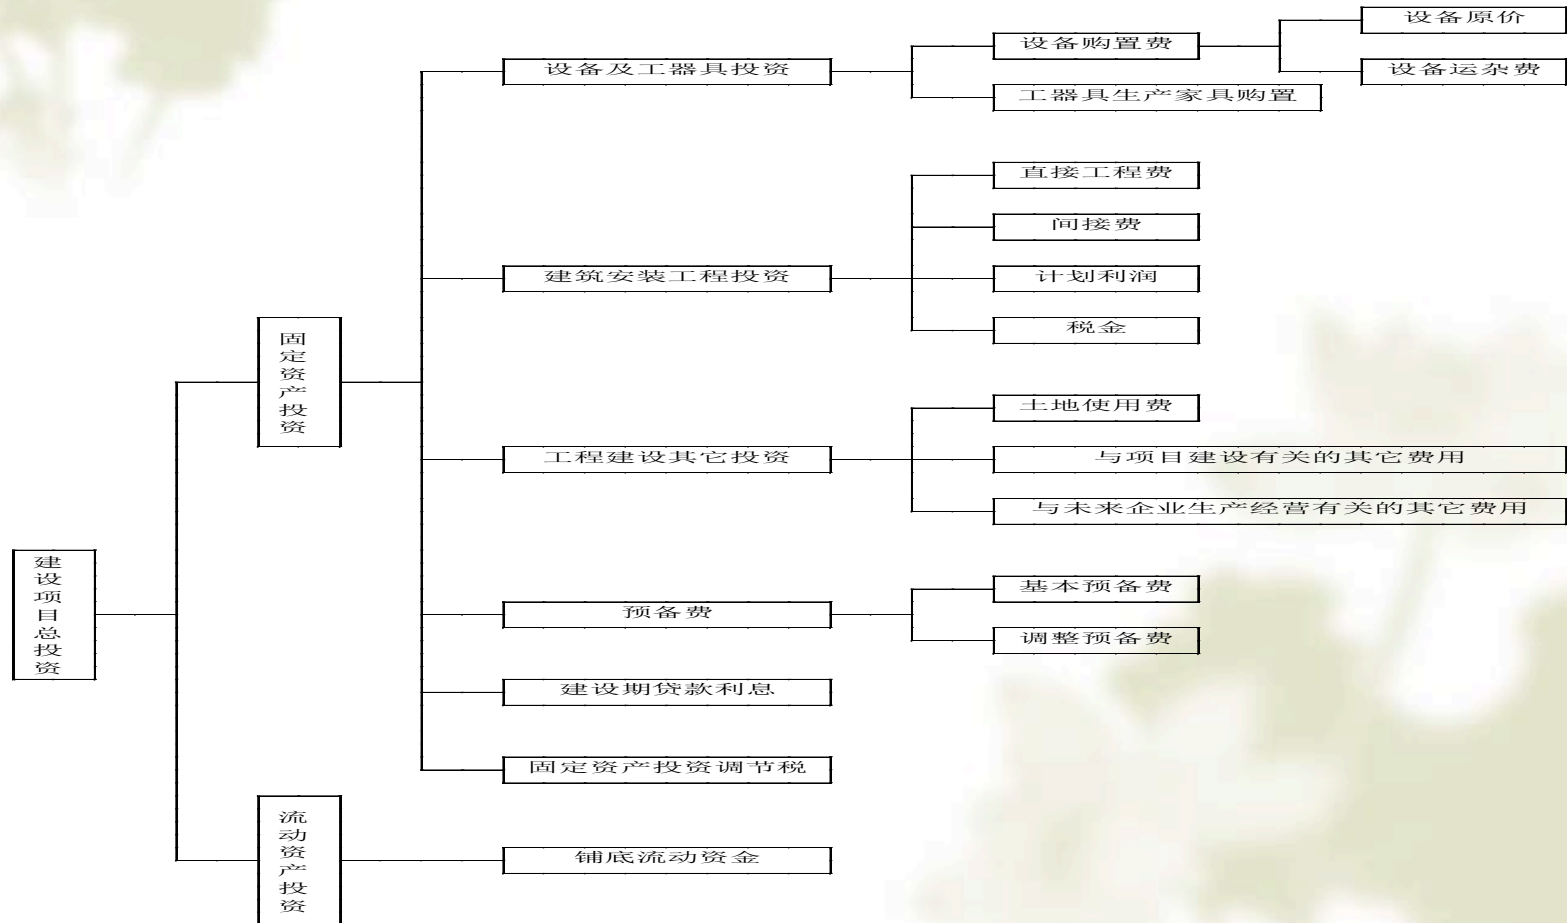 设备原价
设备购置费
设备及工器具投资
设备运杂费
工器具生产家具购置
直接工程费
间接费
建筑安装工程投资
计划利润
税金
固定资产投资
土地使用费
工程建设其它投资
与项目建设有关的其它费用
与未来企业生产经营有关的其它费用
建设项目总投资
基本预备费
预备费
调整预备费
建设期贷款利息
固定资产投资调节税
流动资产投资
铺底流动资金